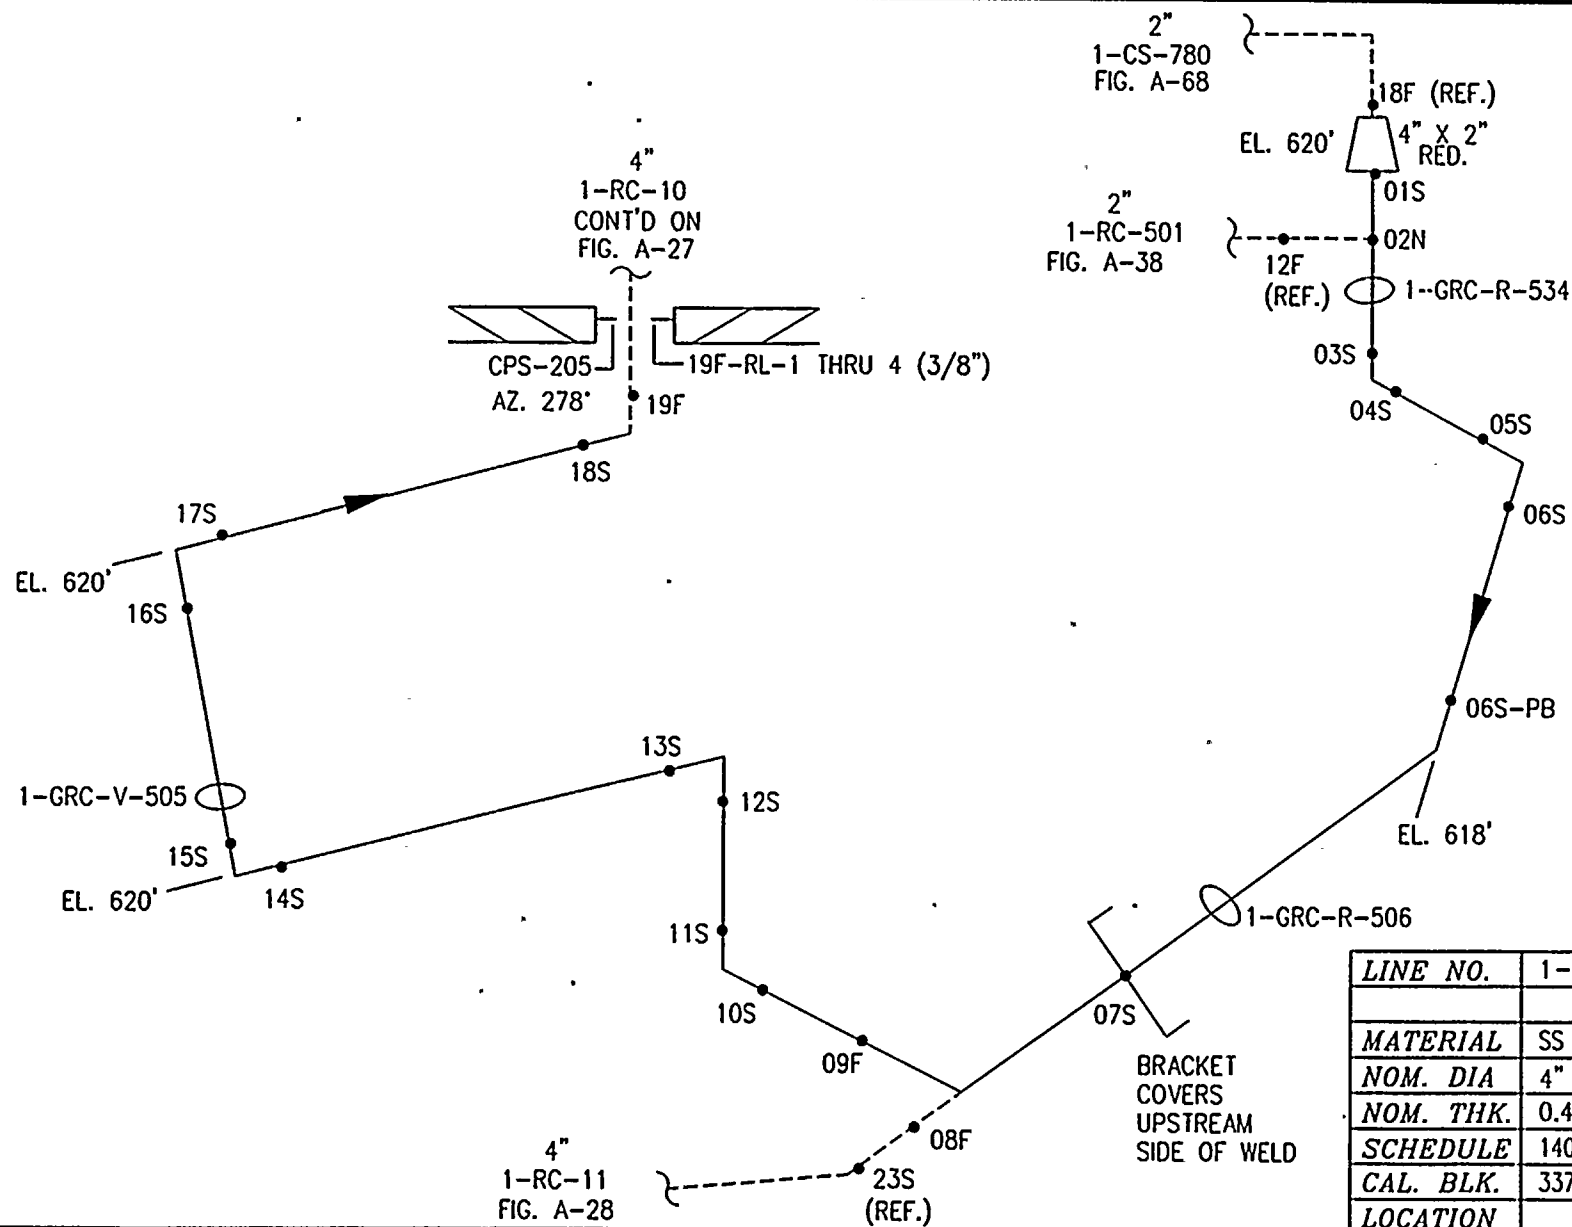 2"
1-CS-780
FIG. A-68
18F (REF.)
EL. 620'
4" X 2"
RED.
01S
4"
1-RC-10
CONT'D ON
FIG. A-27
2"
1-RC-501
FIG. A-38
12F
(REF.)
02N
1-GRC-R-534
CPS-205
AZ. 278°
19F-RL-1 THRU 4 (3/8")
19F
03S
04S
05S
18S
17S
06S
EL. 620'
16S
06S-PB
13S
12S
1-GRC-V-505
15S
EL. 620'
14S
EL. 618'
11S
1-GRC-R-506
10S
07S
09F
BRACKET
COVERS
UPSTREAM
SIDE OF WELD
08F
4"
1-RC-11
FIG. A-28
23S
(REF.)
LINE NO. 1-
MATERIAL SS
NOM. DIA 4"
NOM. THK. 0.4
SCHEDULE 140
CAL. BLK. 337
LOCATION